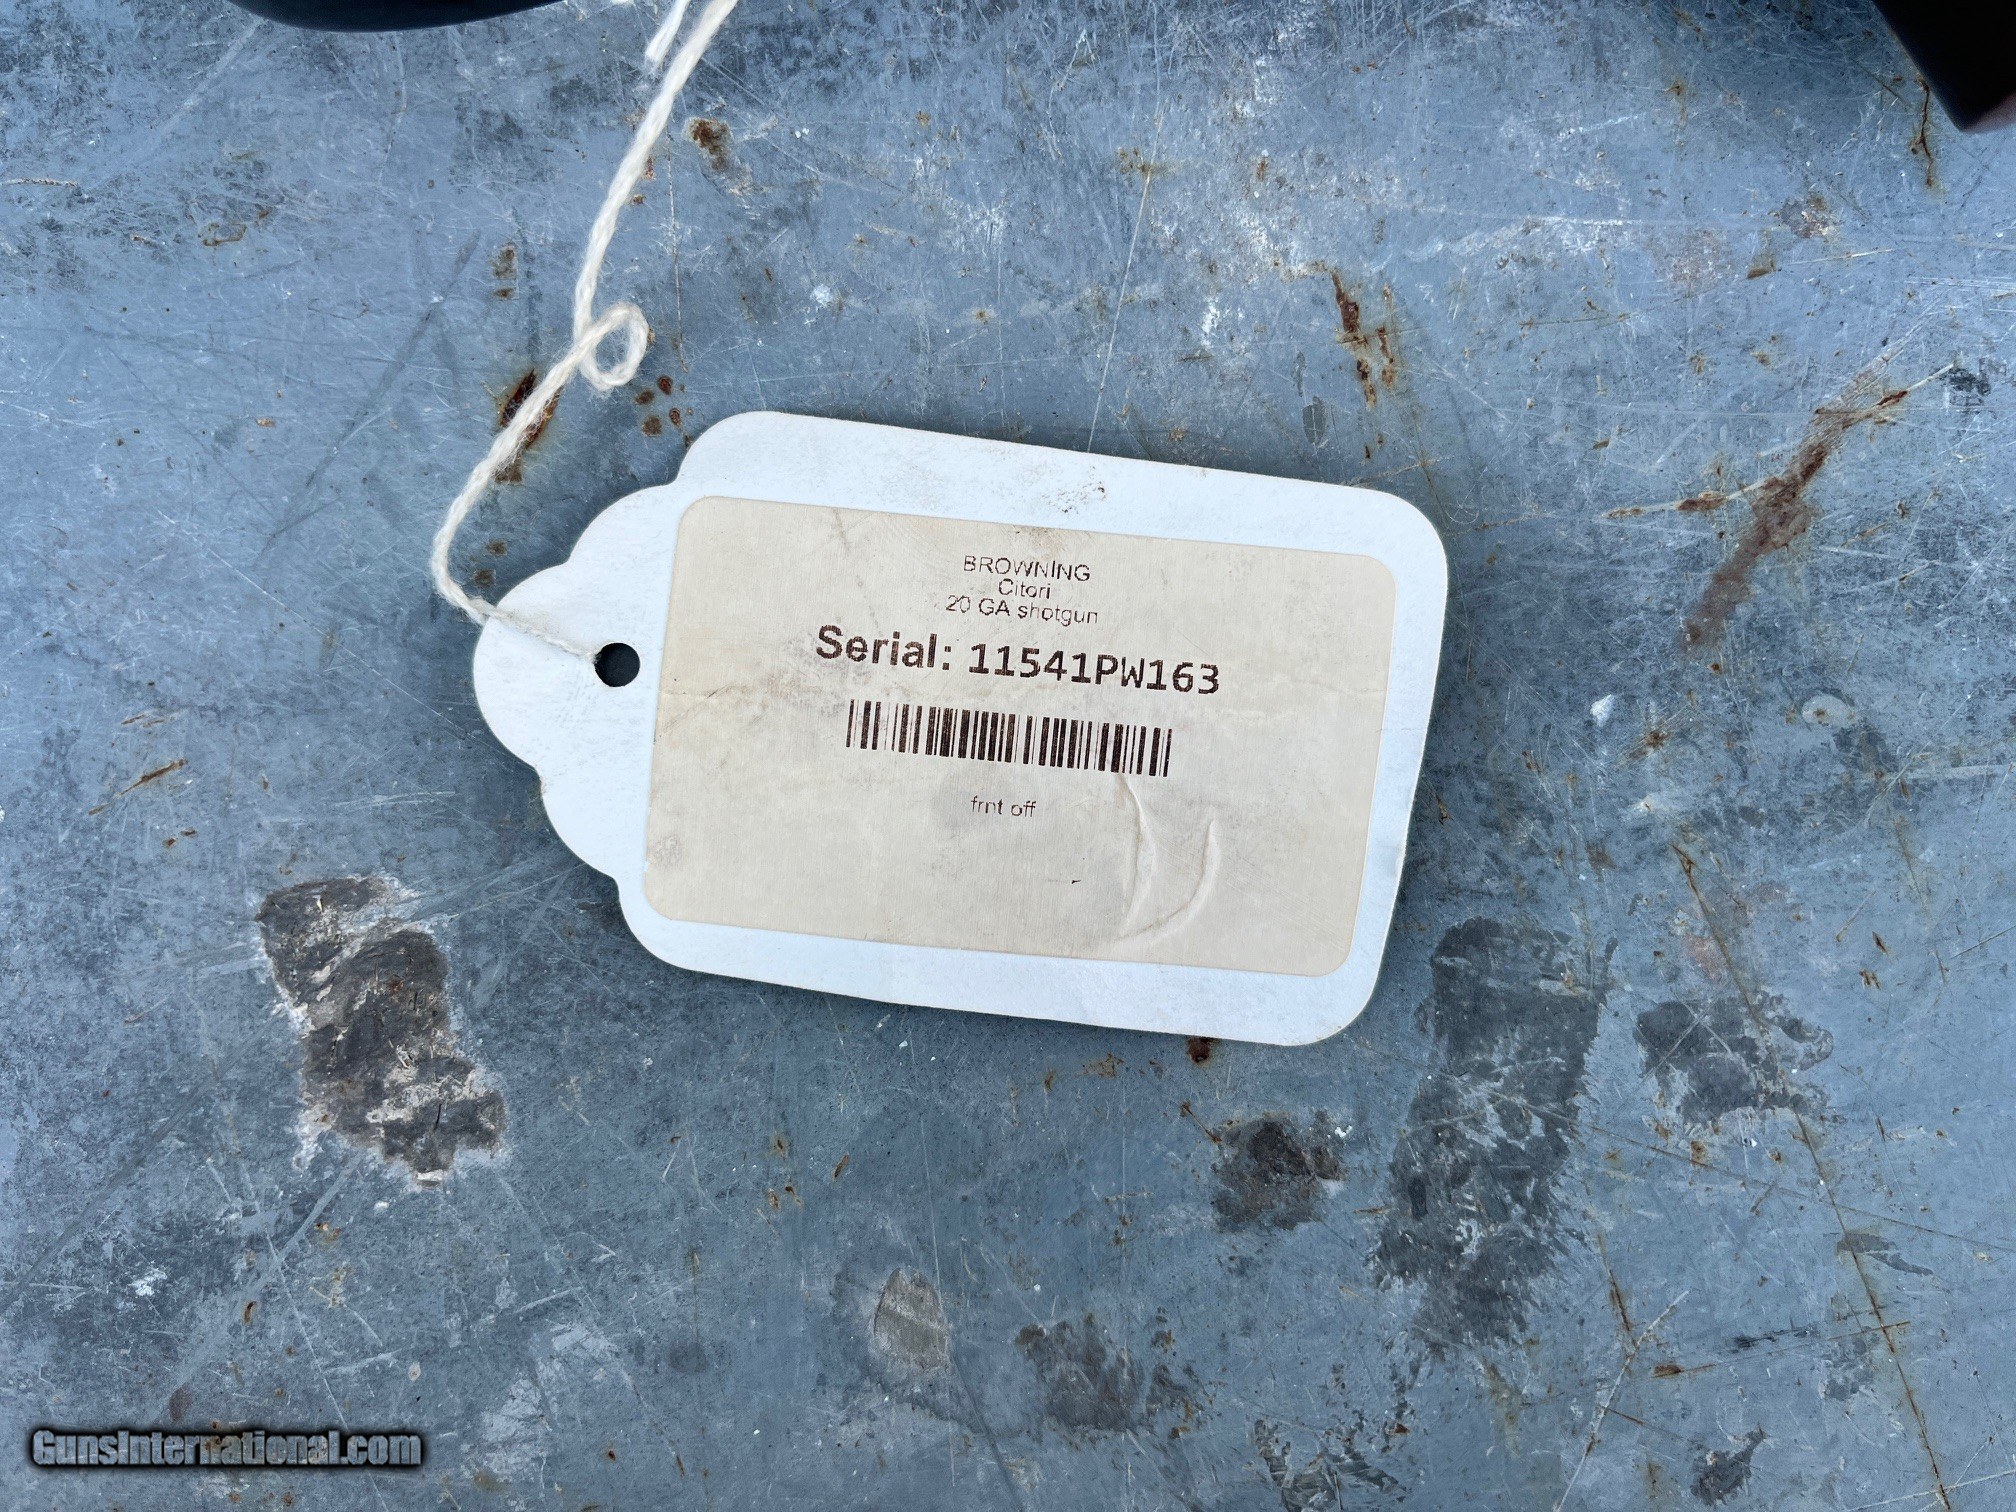 BROWNING
Citori
20 GA shotgun
Serial: 11541PW163
frnt off
GunsInternational.com